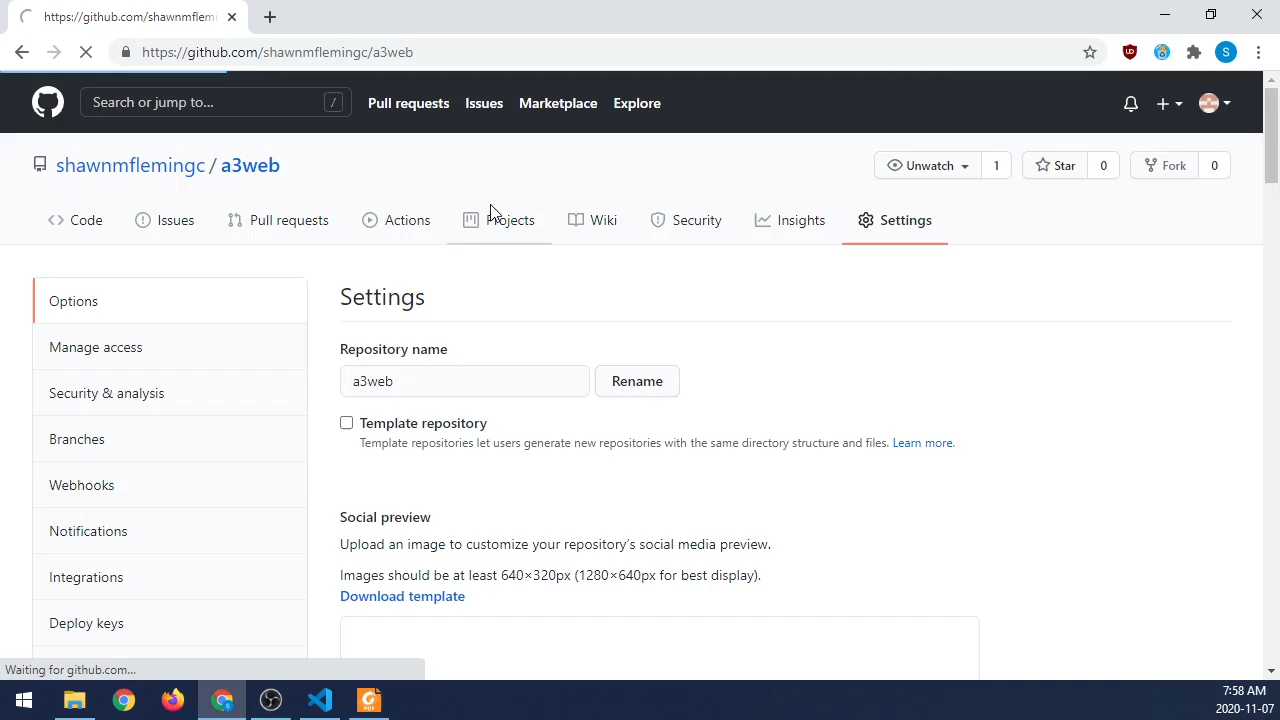 https://github.com/shawnmflemin
https://github.com/shawnmflemingc/a3web
S
Search or jump to...
/
Pull requests
Issues
Marketplace
Explore
shawnmflemingc / a3web
Unwatch
1
Star
0
Fork
0
Code
Issues
Pull requests
Actions
Projects
Wiki
Security
Insights
Settings
Options
Manage access
Security & analysis
Branches
Webhooks
Notifications
Integrations
Deploy keys
Settings
Repository name
a3web
Rename
Template repository
Template repositories let users generate new repositories with the same directory structure and files. Learn more.
Social preview
Upload an image to customize your repository's social media preview.
Images should be at least 640×320px (1280×640px for best display).
Download template
Waiting for github.com...
7:58 AM
2020-11-07